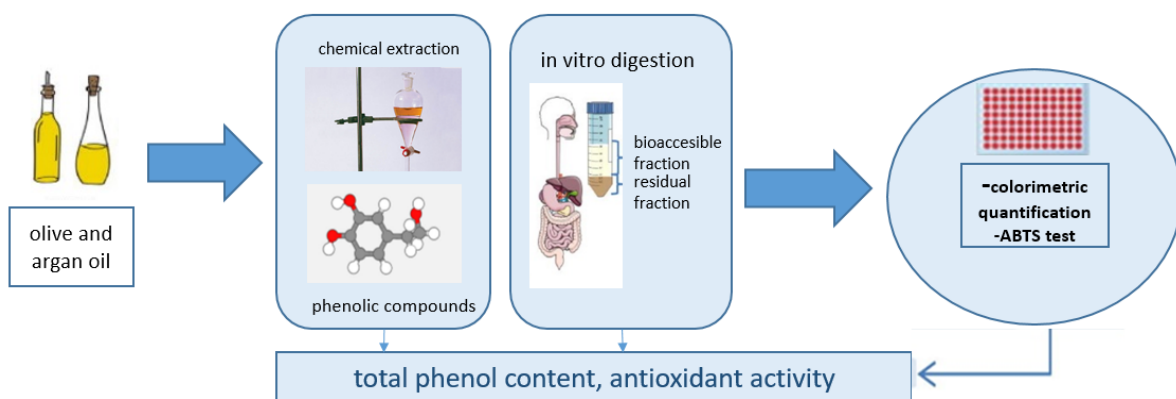 olive and
argan oil
chemical extraction
phenolic compounds
in vitro digestion
bioaccesible
fraction
residual
fraction
-colorimetric
quantification
-ABTS test
total phenol content, antioxidant activity